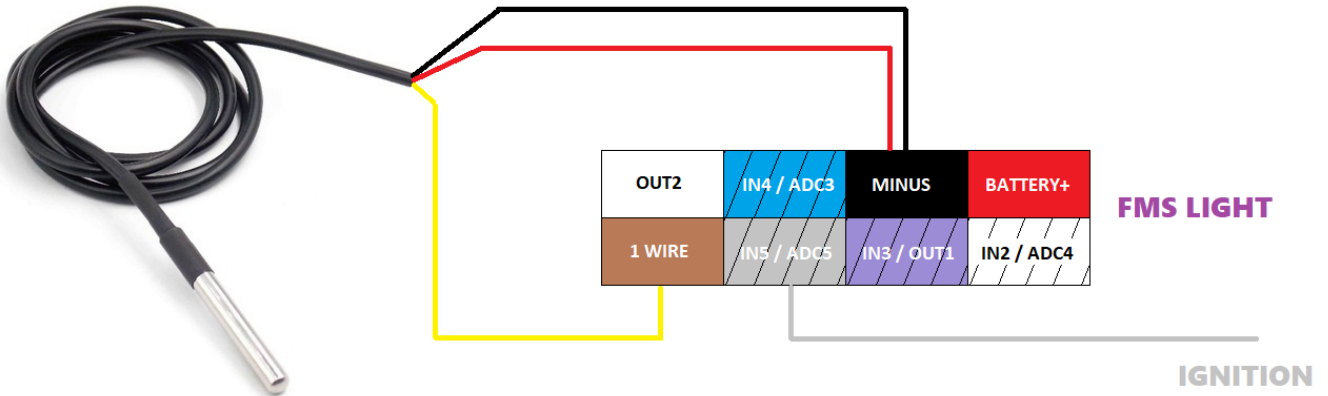 OUT2
IN4 / ADC3
MINUS
BATTERY+
FMS LIGHT
1 WIRE
IN5 / ADC5
IN3 / OUT1
IN2 / ADC4
IGNITION